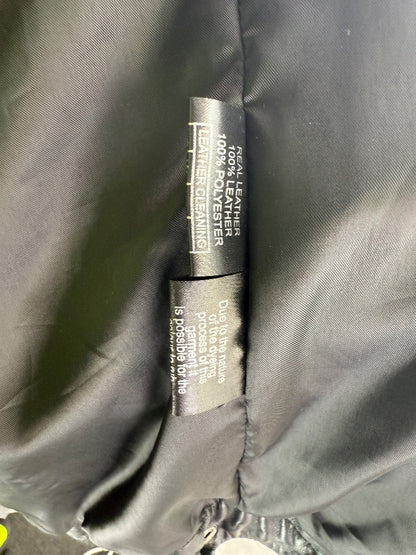 REAL LEATHER
100% LEATHER
100% POLYESTER
LEATHER CLEANING
Due to the nature
of the dyeing
process of this
garment it
is possible for the